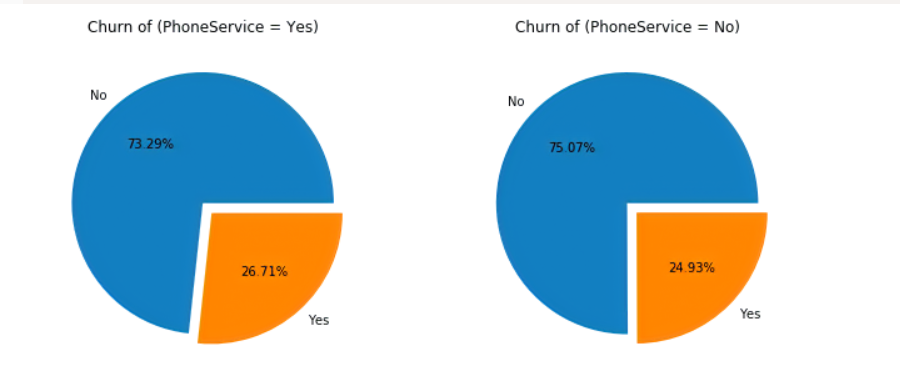 Churn of (PhoneService = Yes)
No
73.29%
26.71%
Yes
Churn of (PhoneService = No)
No
75.07%
24.93%
Yes